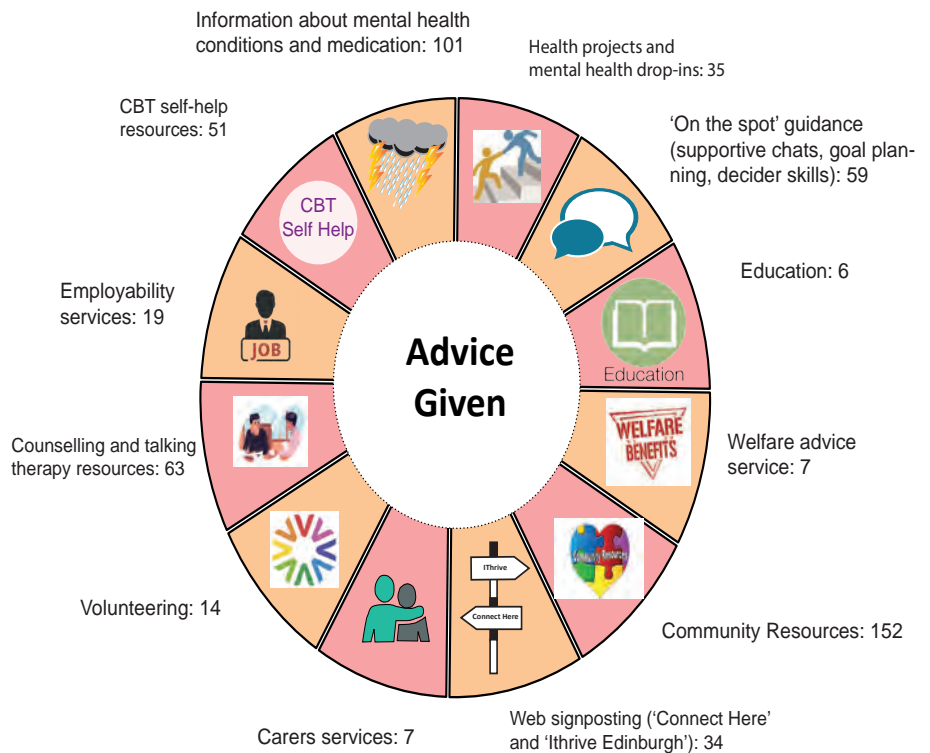 Information about mental health
conditions and medication: 101
Health projects and
mental health drop-ins: 35
CBT self-help
resources: 51
'On the spot' guidance
(supportive chats, goal plan-
ning, decider skills): 59
CBT
Self Help
Education: 6
Employability
services: 19
JOB
Education
Advice
Given
WELFARE
BENEFITS
Counselling and talking
therapy resources: 63
Welfare advice
service: 7
Community Resources
IThrive
Connect Here
Volunteering: 14
Community Resources: 152
Carers services: 7
Web signposting ('Connect Here'
and 'Ithrive Edinburgh'): 34